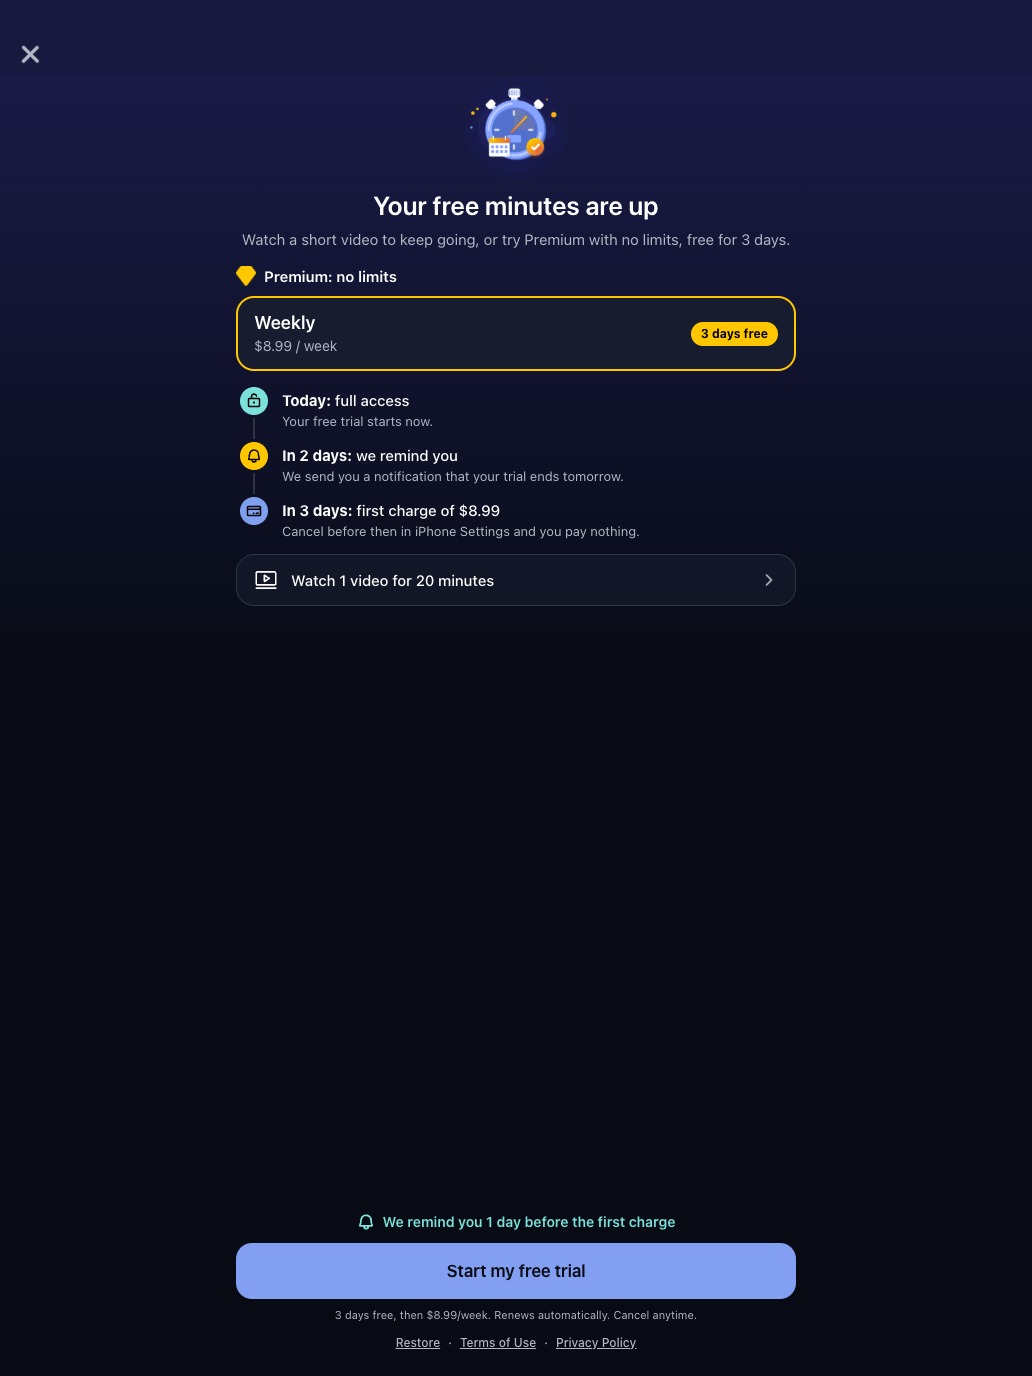 Your free minutes are up
Watch a short video to keep going, or try Premium with no limits, free for 3 days.
Premium: no limits
Weekly
$8.99 / week
3 days free
Today: full access
Your free trial starts now.
In 2 days: we remind you
We send you a notification that your trial ends tomorrow.
In 3 days: first charge of $8.99
Cancel before then in iPhone Settings and you pay nothing.
Watch 1 video for 20 minutes
We remind you 1 day before the first charge
Start my free trial
3 days free, then $8.99/week. Renews automatically. Cancel anytime.
Restore · Terms of Use · Privacy Policy